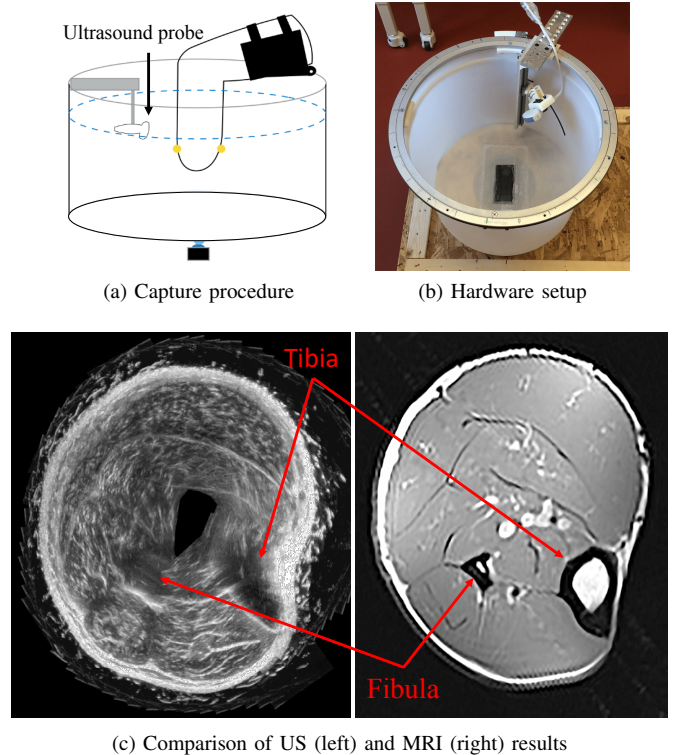 Ultrasound probe
(a) Capture procedure
(b) Hardware setup
Tibia
Fibula
(c) Comparison of US (left) and MRI (right) results